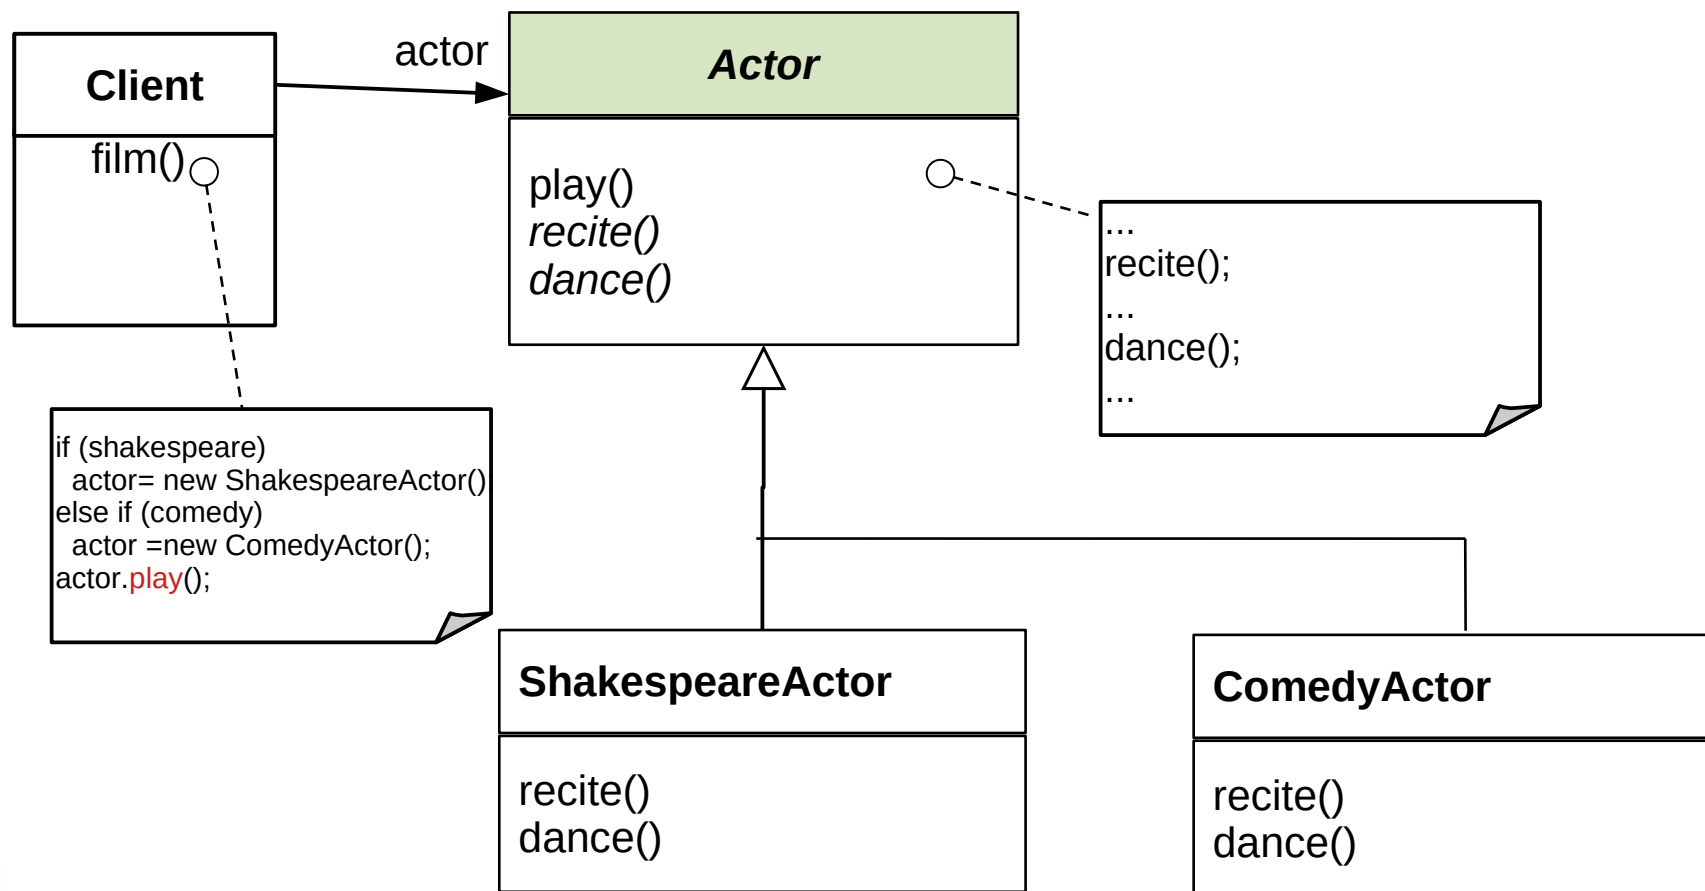 Client
film()
actor
Actor
play()
recite()
dance()
...
recite();
...
dance();
...
if (shakespeare)
  actor= new ShakespeareActor()
else if (comedy)
  actor =new ComedyActor();
actor.play();
ShakespeareActor
recite()
dance()
ComedyActor
recite()
dance()